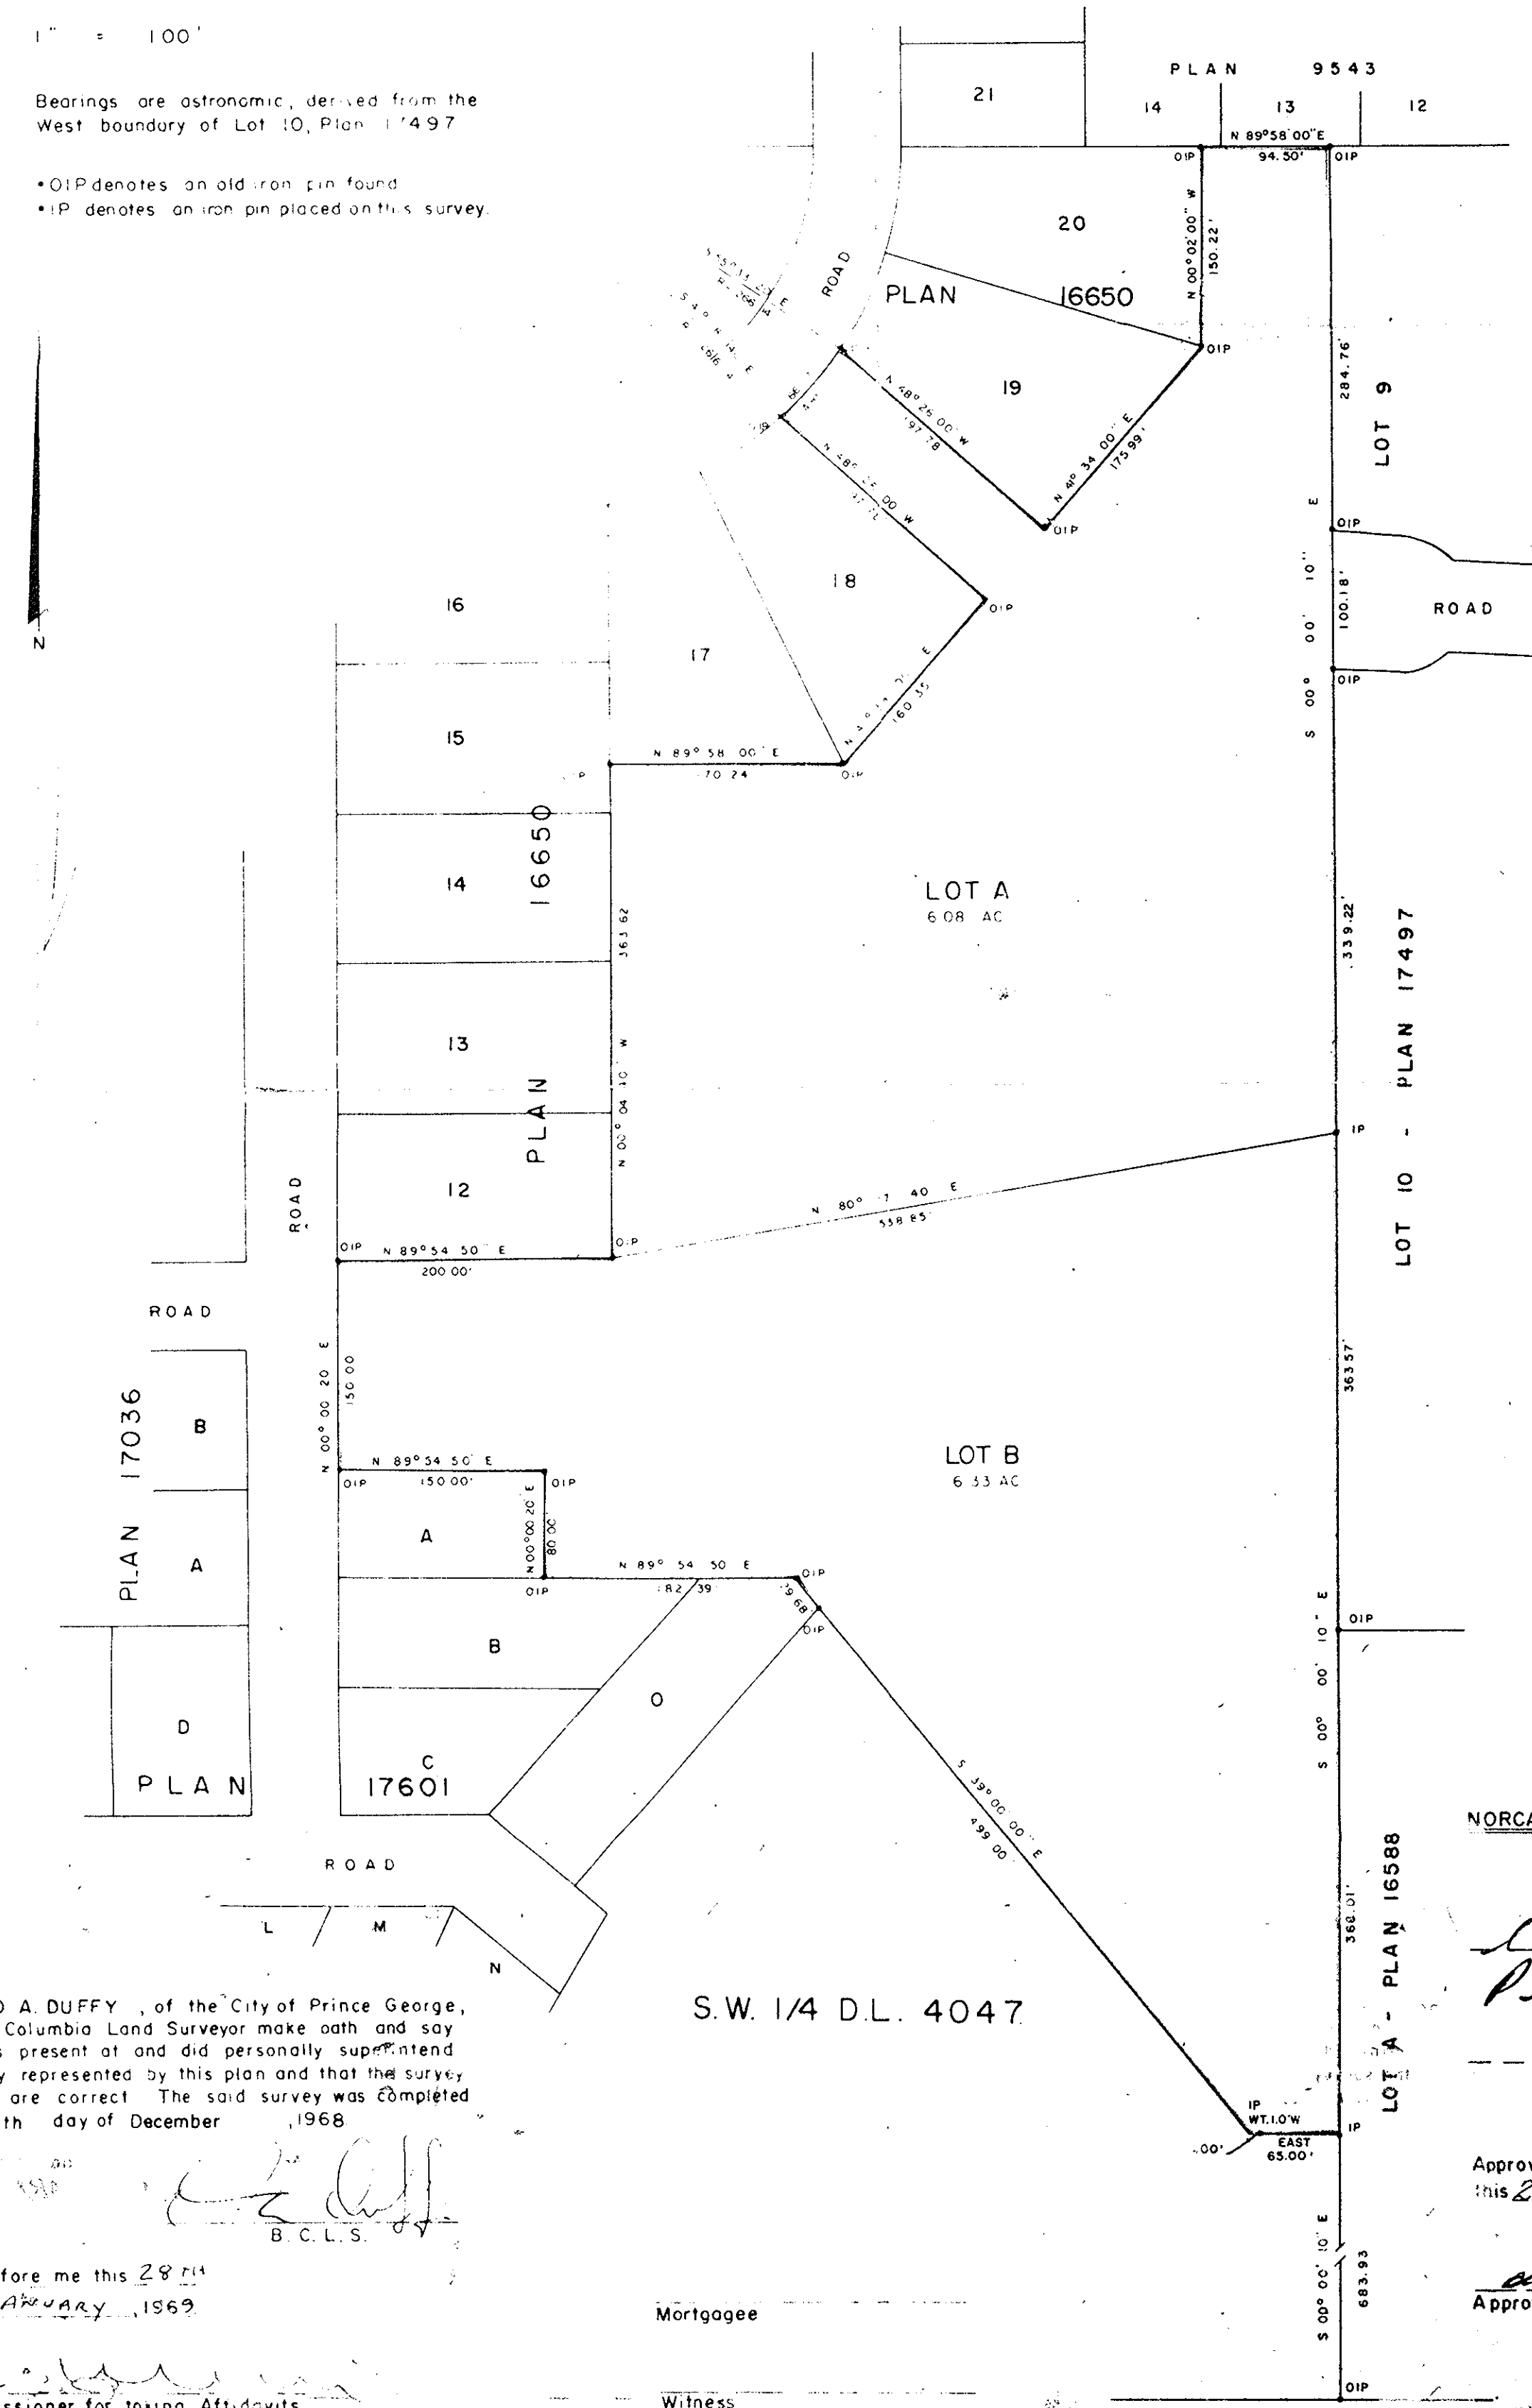 1" = 100'
Bearings are astronomic, derived from the
West boundary of Lot 10, Plan 17497
•OIP denotes an old iron pin found
•IP denotes an iron pin placed on this survey.
N
PLAN 9543
21
14
13
12
N 89°58'00"E
94.50'
OIP
OIP
20
N 00°02'00" W
150.22'
ROAD
PLAN 16650
OIP
19
N 48°26'00" W
197.78
N 41°34'00" E
175.99'
OIP
284.76'
LOT 9
OIP
100.18'
ROAD
OIP
S 00° 00' 10" E
18
OIP
160.35
16
17
15
N 89°58'00" E
170.24
OIP
PLAN 16650
14
363.62
N 00°04'10" W
LOT A
6.08 AC
339.22'
LOT 10 - PLAN 17497
13
12
ROAD
IP
N 80° 17' 40" E
538.85'
OIP
N 89°54'50" E
OIP
200.00'
ROAD
N 00°00'20" E
150.00
363.57'
PLAN 17036
B
A
N 89°54'50" E
OIP
150.00'
OIP
A
N 00°00'20" E
80.00'
LOT B
6.33 AC
N 89° 54' 50" E
OIP
182.39'
OIP
29.68
OIP
OIP
B
O
D
PLAN
C
17601
S 00° 00' 10" E
S 39°00'00" E
499.00
ROAD
L
M
N
368.01'
LOT A - PLAN 16588
NORCA
A. DUFFY , of the City of Prince George,
Columbia Land Surveyor make oath and say
present at and did personally superintend
represented by this plan and that the survey
are correct The said survey was completed
th day of December ,1968
S.W. 1/4 D.L. 4047
IP
WT.1.0'W
IP
EAST
65.00'
B.C.L.S.
fore me this 28TH
ANUARY ,1969
Approv
this 2
S 00° 00' 10" E
683.93
Mortgagee
Appro
OIP
ssioner for taking Affidavits
Witness